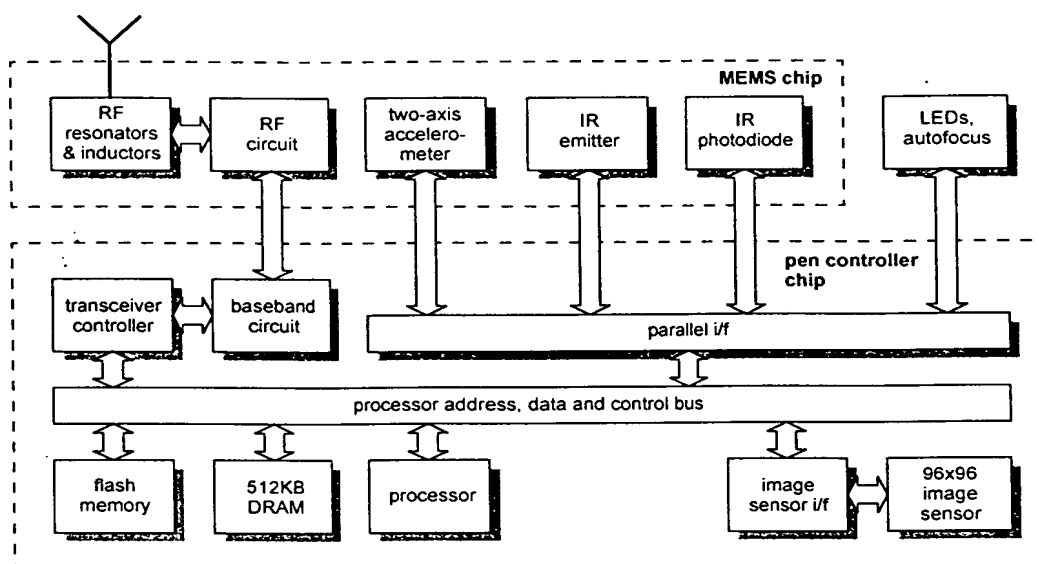 MEMS chip
RF
resonators
& inductors
RF
circuit
two-axis
accelero-
meter
IR
emitter
IR
photodiode
LEDs,
autofocus
pen controller
chip
transceiver
controller
baseband
circuit
parallel i/f
processor address, data and control bus
flash
memory
512KB
DRAM
processor
image
sensor i/f
96x96
image
sensor